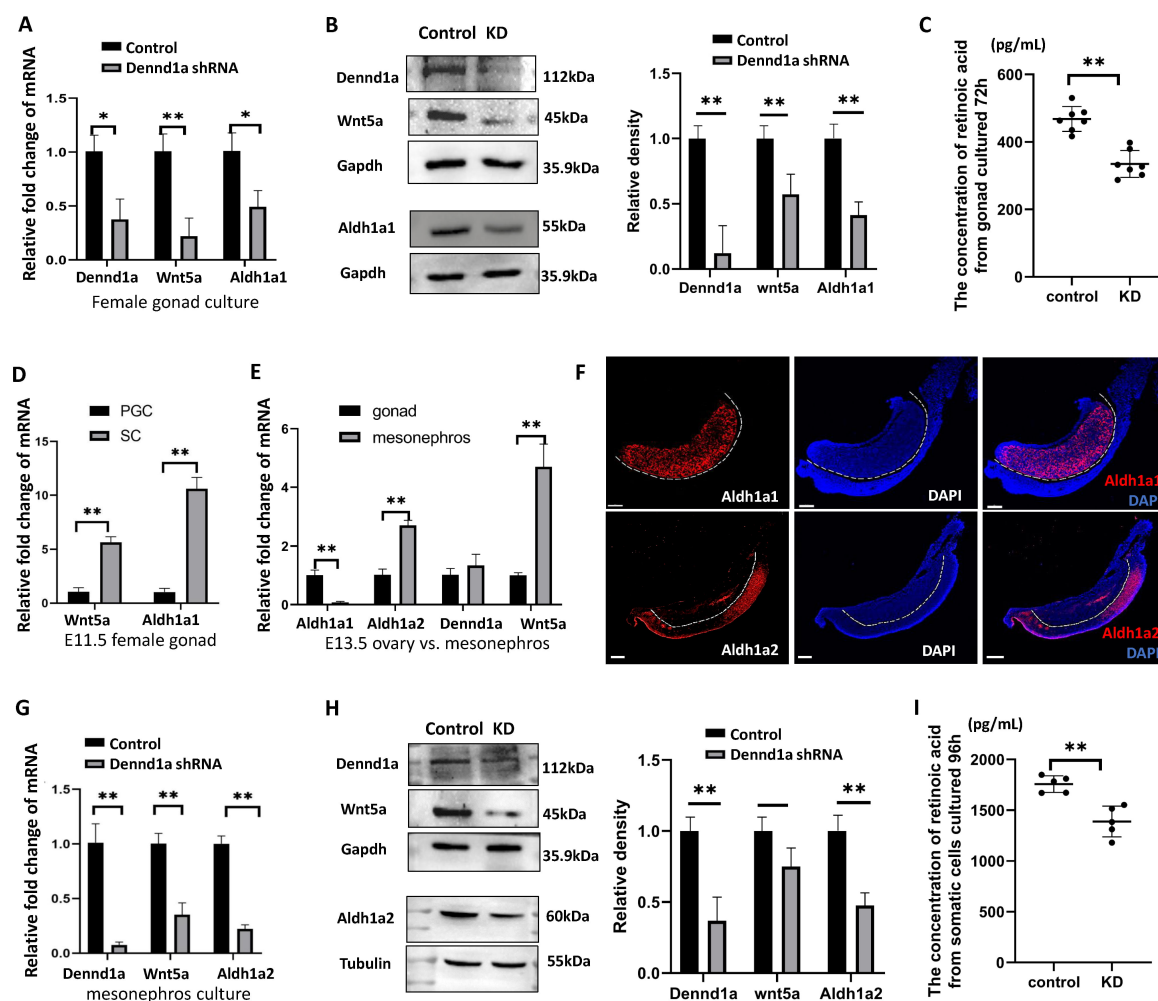 A
Control
Dennd1a shRNA
Relative fold change of mRNA
1.5
1.0
0.5
0.0
*
**
*
Dennd1a Wnt5a Aldh1a1
Female gonad culture
B
Control KD
Dennd1a 112kDa
Wnt5a 45kDa
Gapdh 35.9kDa
Aldh1a1 55kDa
Gapdh 35.9kDa
Control
Dennd1a shRNA
Relative density
1.5
1.0
0.5
0.0
**
**
**
Dennd1a wnt5a Aldh1a1
C
(pg/mL)
The concentration of retinoic acid
from gonad cultured 72h
600
400
200
0
**
control KD
D
PGC
SC
Relative fold change of mRNA
15
10
5
0
**
**
Wnt5a Aldh1a1
E11.5 female gonad
E
gonad
mesonephros
Relative fold change of mRNA
6
4
2
0
**
**
**
Aldh1a1 Aldh1a2 Dennd1a Wnt5a
E13.5 ovary vs. mesonephros
F
Aldh1a1
DAPI
Aldh1a1
DAP
Aldh1a2
DAPI
Aldh1a2
DAPI
G
Control
Dennd1a shRNA
Relative fold change of mRNA
1.5
1.0
0.5
0.0
**
**
**
Dennd1a Wnt5a Aldh1a2
mesonephros culture
H
Control KD
Dennd1a 112kDa
Wnt5a 45kDa
Gapdh 35.9kDa
Aldh1a2 60kDa
Tubulin 55kDa
Control
Dennd1a shRNA
Relative density
1.5
1.0
0.5
0.0
**
**
Dennd1a wnt5a Aldh1a2
I
(pg/mL)
The concentration of retinoic acid
from somatic cells cultured 96h
2000
1500
1000
500
0
**
control KD